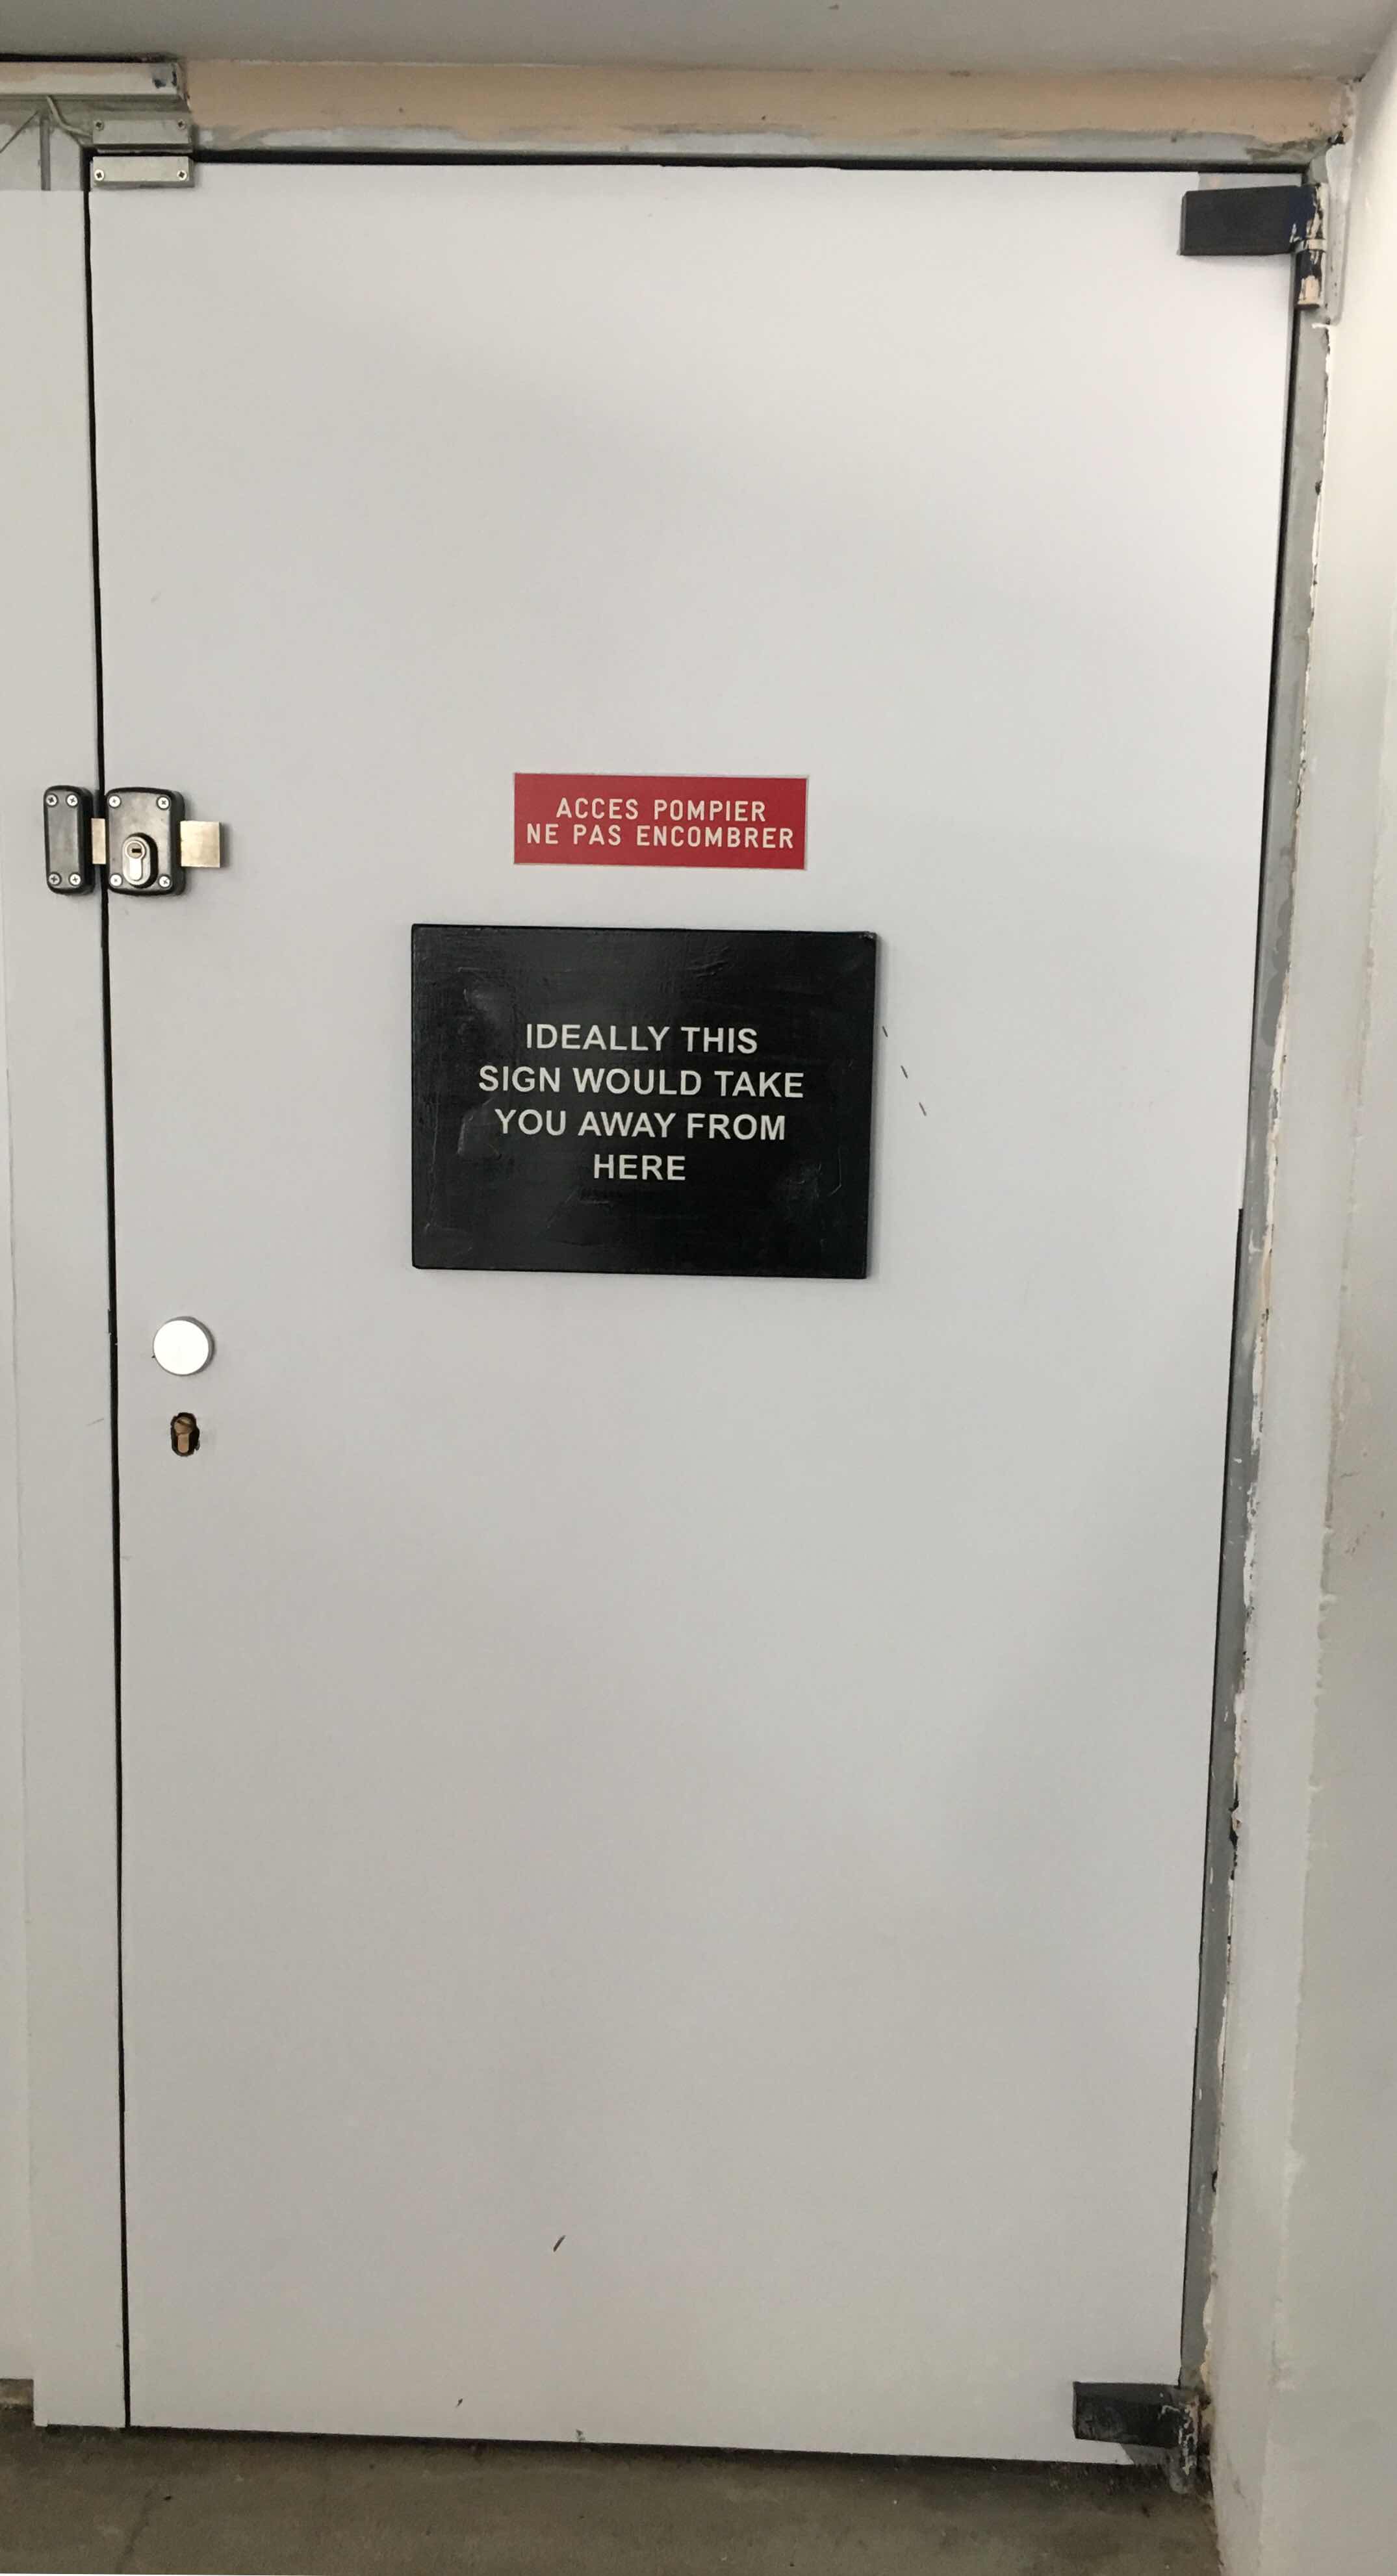 ACCES POMPIER
NE PAS ENCOMBRER
IDEALLY THIS
SIGN WOULD TAKE
YOU AWAY FROM
HERE